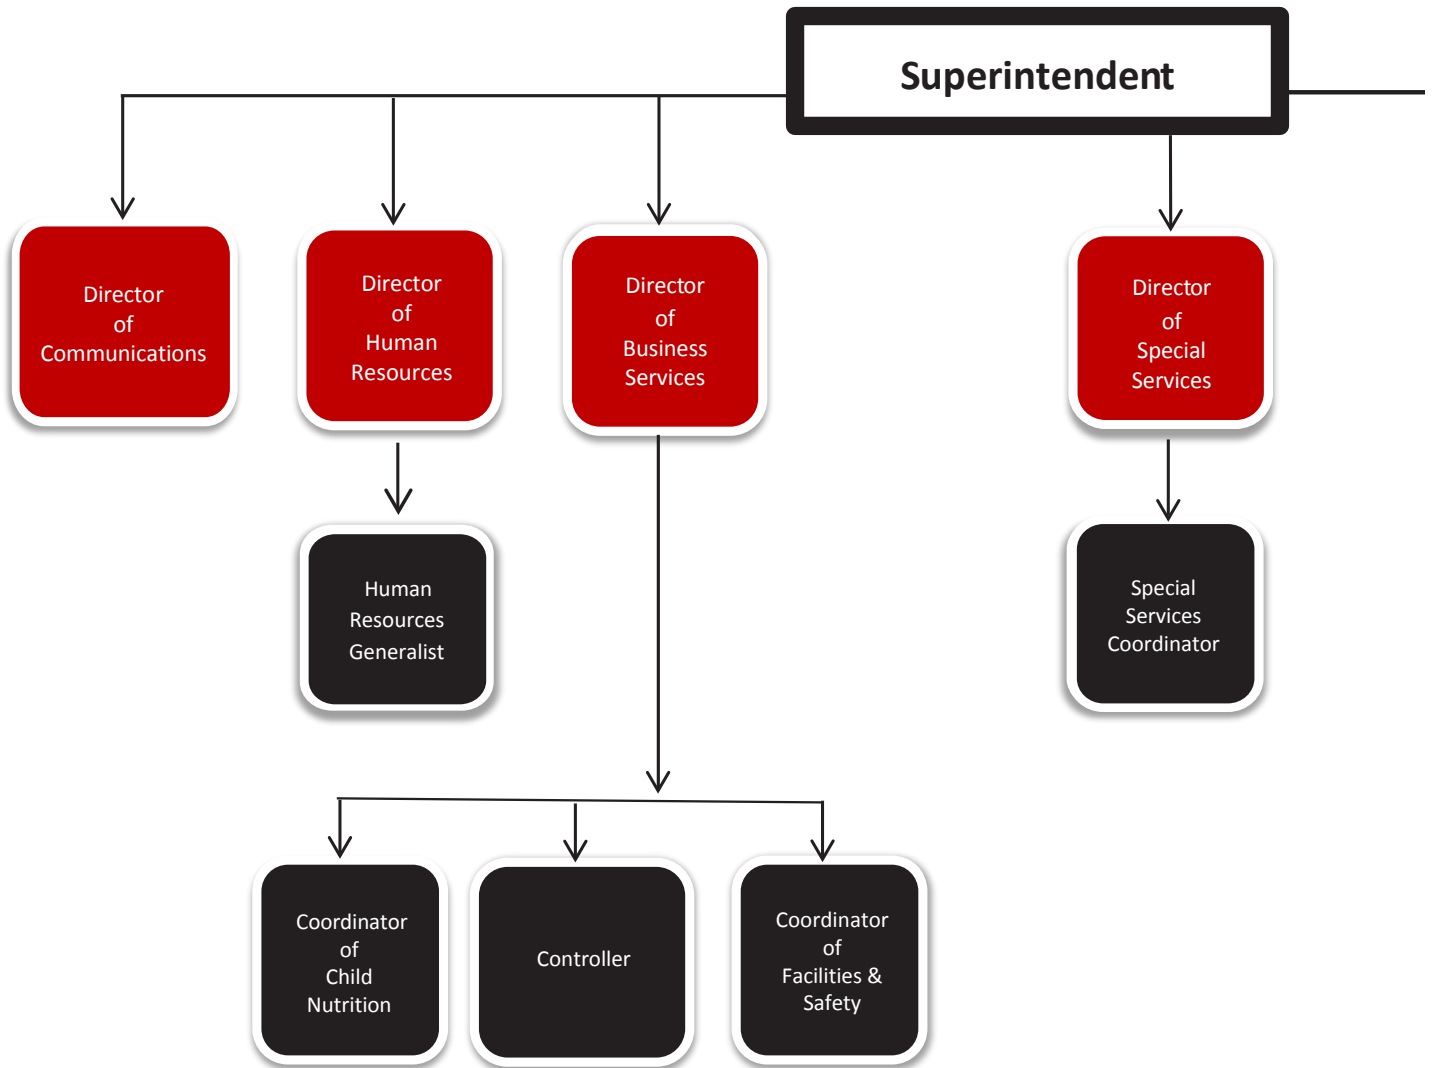 Superintendent
Director
of
Communications
Director
of
Human
Resources
Director
of
Business
Services
Director
of
Special
Services
Human
Resources
Generalist
Special
Services
Coordinator
Coordinator
of
Child
Nutrition
Controller
Coordinator
of
Facilities &
Safety